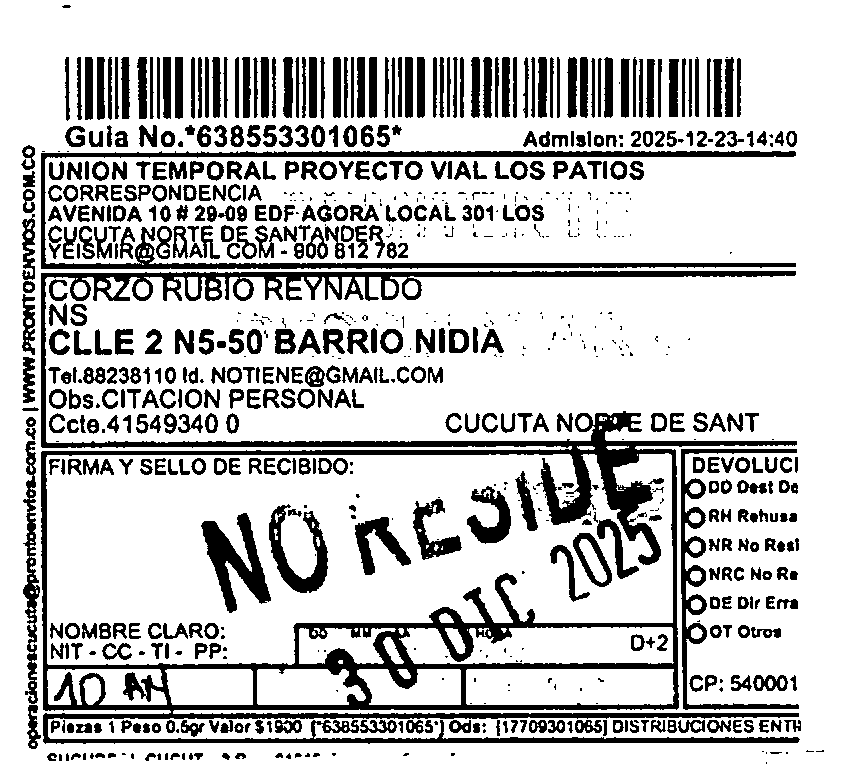 Guia No.*638553301065*
Admision: 2025-12-23-14:40
UNION TEMPORAL PROYECTO VIAL LOS PATIOS
CORRESPONDENCIA
AVENIDA 10 # 29-09 EDF AGORA LOCAL 301 LOS
CUCUTA NORTE DE SANTANDER
YEISMIR@GMAIL COM - 900 812 782
CORZO RUBIO REYNALDO
NS
CLLE 2 N5-50 BARRIO NIDIA
Tel.88238110 Id. NOTIENE@GMAIL.COM
Obs.CITACION PERSONAL
Ccte.41549340 0
CUCUTA NORTE DE SANT
FIRMA Y SELLO DE RECIBIDO:
NO RESIDE
30 DIC 2025
NOMBRE CLARO:
NIT - CC - TI - PP:
DD MM AA HORA
D+2
10 AM
DEVOLUCI
DD Dest De
RH Rehusa
NR No Resi
NRC No Re
DE Dir Erra
OT Otros
CP: 540001
Piezas 1 Peso 0.5gr Valor $1900 [*638553301065*] Ods: [17709301065] DISTRIBUCIONES ENTR
operacionescucuta@prontoenvios.com.co | WWW.PRONTOENVIOS.COM.CO